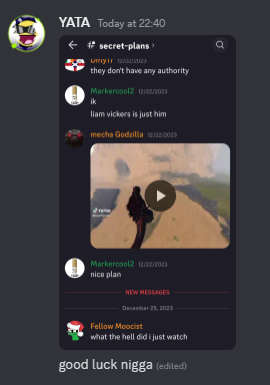 YATA Today at 22:40
# secret-plans ›
12/22/2023
they don't have any authority
Markercool2 12/22/2023
ik
liam vickers is just him
mecha Godzilla 12/22/2023
Markercool2 12/22/2023
nice plan
NEW MESSAGES
December 25, 2023
Fellow Moocist
what the hell did i just watch
good luck nigga (edited)